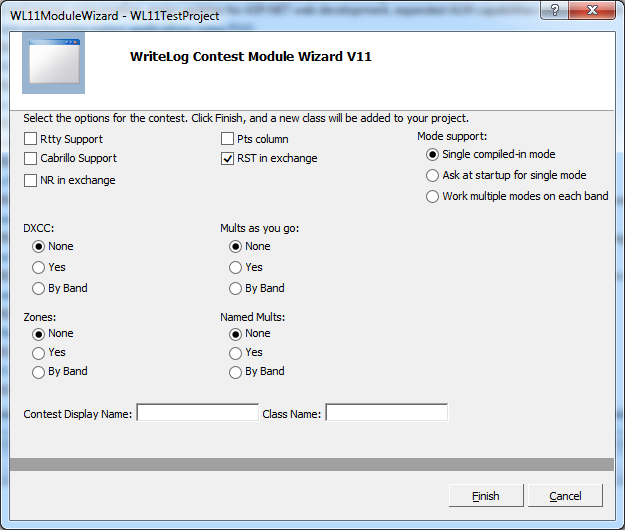 WL11ModuleWizard - WL11TestProject
WriteLog Contest Module Wizard V11
Select the options for the contest. Click Finish, and a new class will be added to your project.
Rtty Support
Cabrillo Support
NR in exchange
Pts column
RST in exchange
Mode support:
Single compiled-in mode
Ask at startup for single mode
Work multiple modes on each band
DXCC:
None
Yes
By Band
Mults as you go:
None
Yes
By Band
Zones:
None
Yes
By Band
Named Mults:
None
Yes
By Band
Contest Display Name:
Class Name:
Finish
Cancel